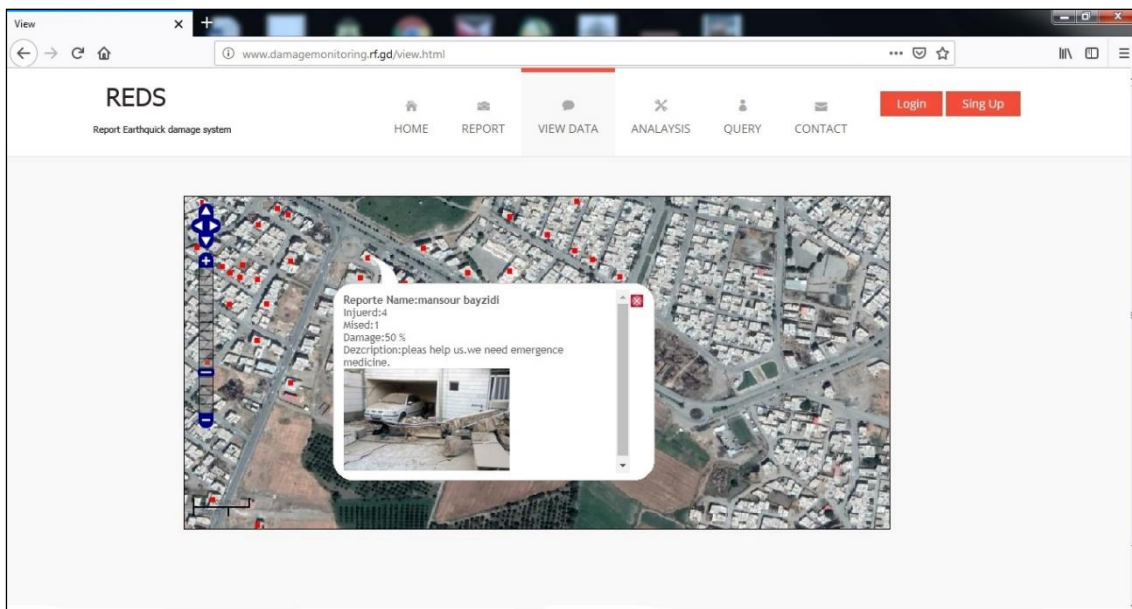 View
www.damagemonitoring.rf.gd/view.html
REDS
Report Earthquick damage system
HOME
REPORT
VIEW DATA
ANALAYSIS
QUERY
CONTACT
Login
Sing Up
Reporte Name:mansour bayzidi
Injuerd:4
Mised:1
Damage:50 %
Dezcription:pleas help us.we need emergence
medicine.